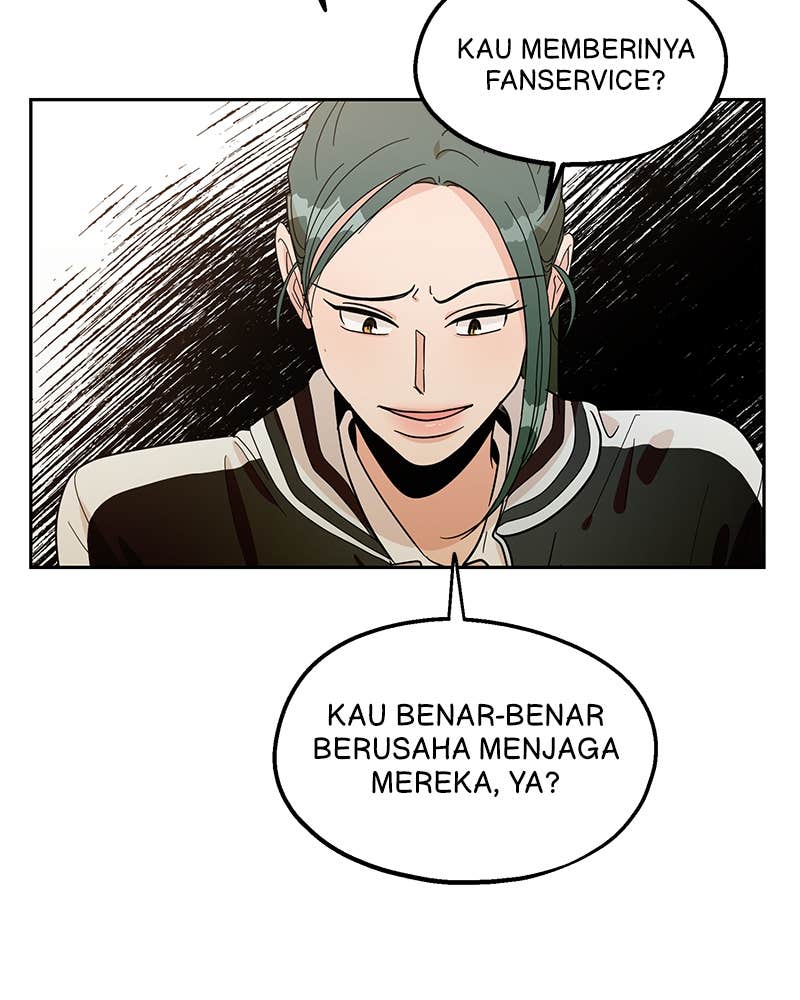 KAU MEMBERINYA
FANSERVICE?
KAU BENAR-BENAR
BERUSAHA MENJAGA
MEREKA, YA?